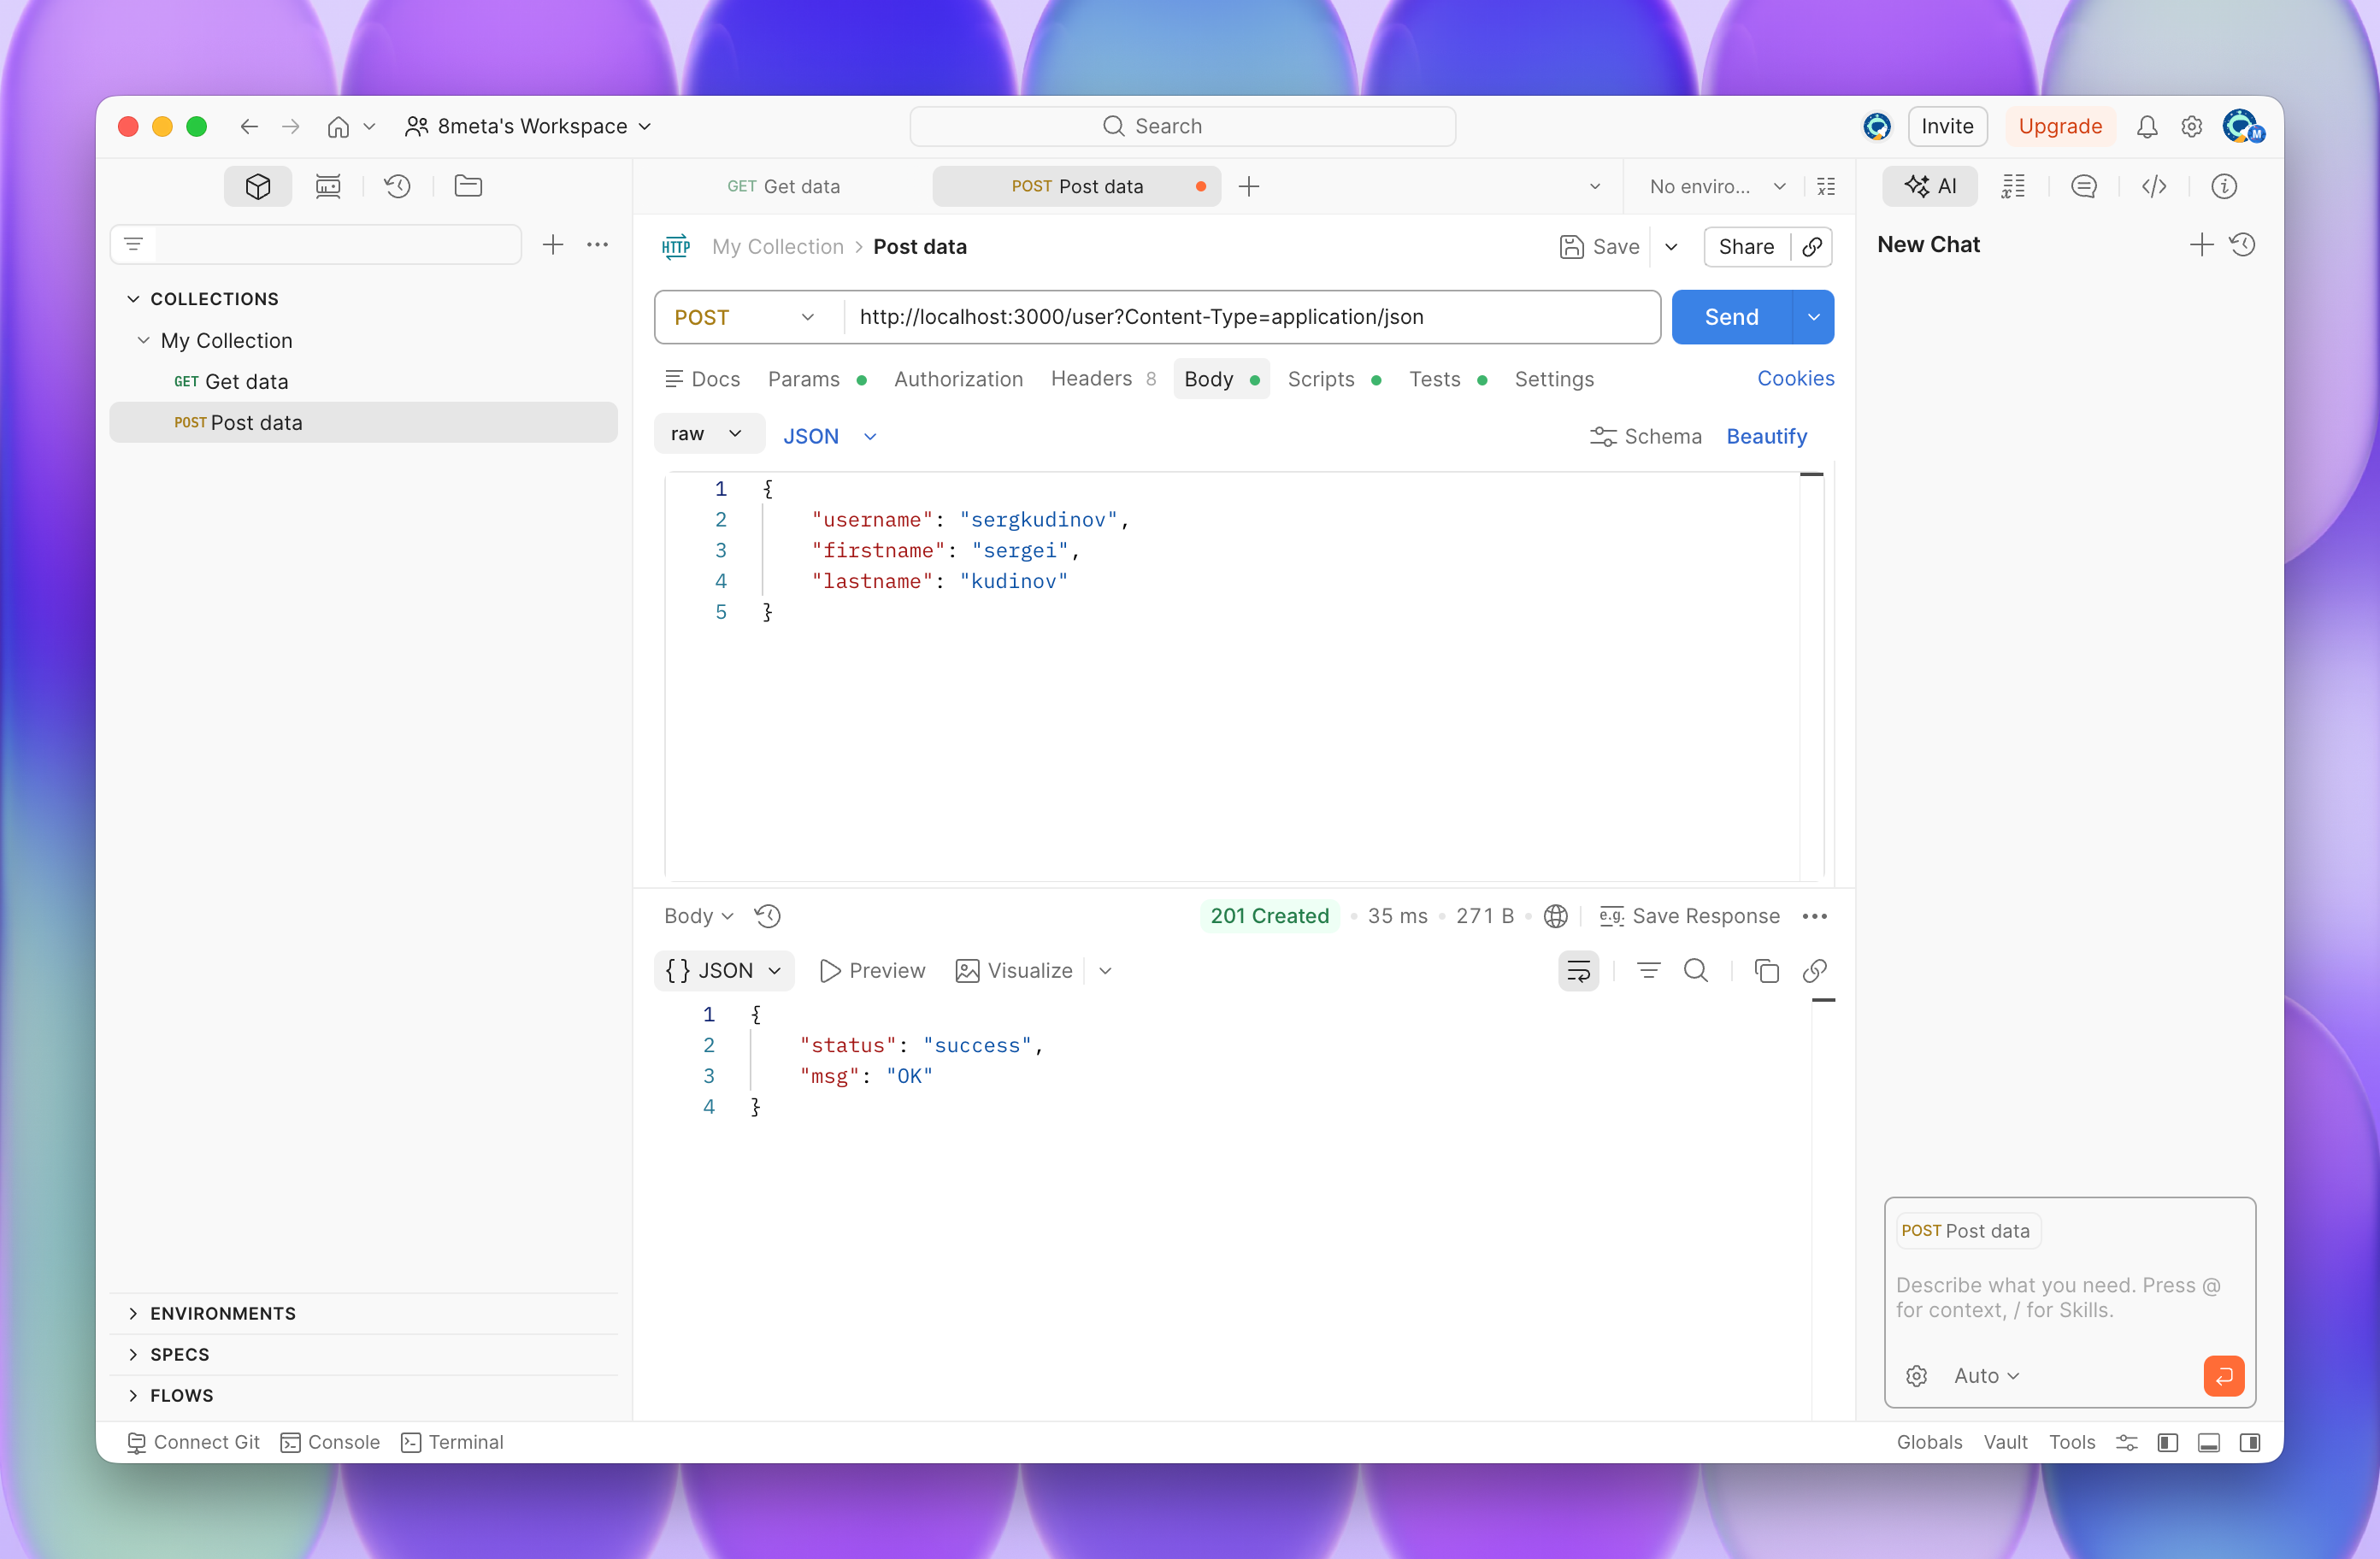 8meta's Workspace
Search
Invite
Upgrade
M
GET Get data
POST Post data
No enviro...
AI
COLLECTIONS
My Collection
GET Get data
POST Post data
HTTP
My Collection > Post data
Save
Share
POST
http://localhost:3000/user?Content-Type=application/json
Send
Docs
Params
Authorization
Headers 8
Body
Scripts
Tests
Settings
Cookies
raw
JSON
Schema
Beautify
1 {
2 "username": "sergkudinov",
3 "firstname": "sergei",
4 "lastname": "kudinov"
5 }
Body
201 Created • 35 ms • 271 B
e.g. Save Response
{} JSON
Preview
Visualize
1 {
2 "status": "success",
3 "msg": "OK"
4 }
New Chat
POST Post data
Describe what you need. Press @
for context, / for Skills.
Auto
ENVIRONMENTS
SPECS
FLOWS
Connect Git
Console
Terminal
Globals
Vault
Tools